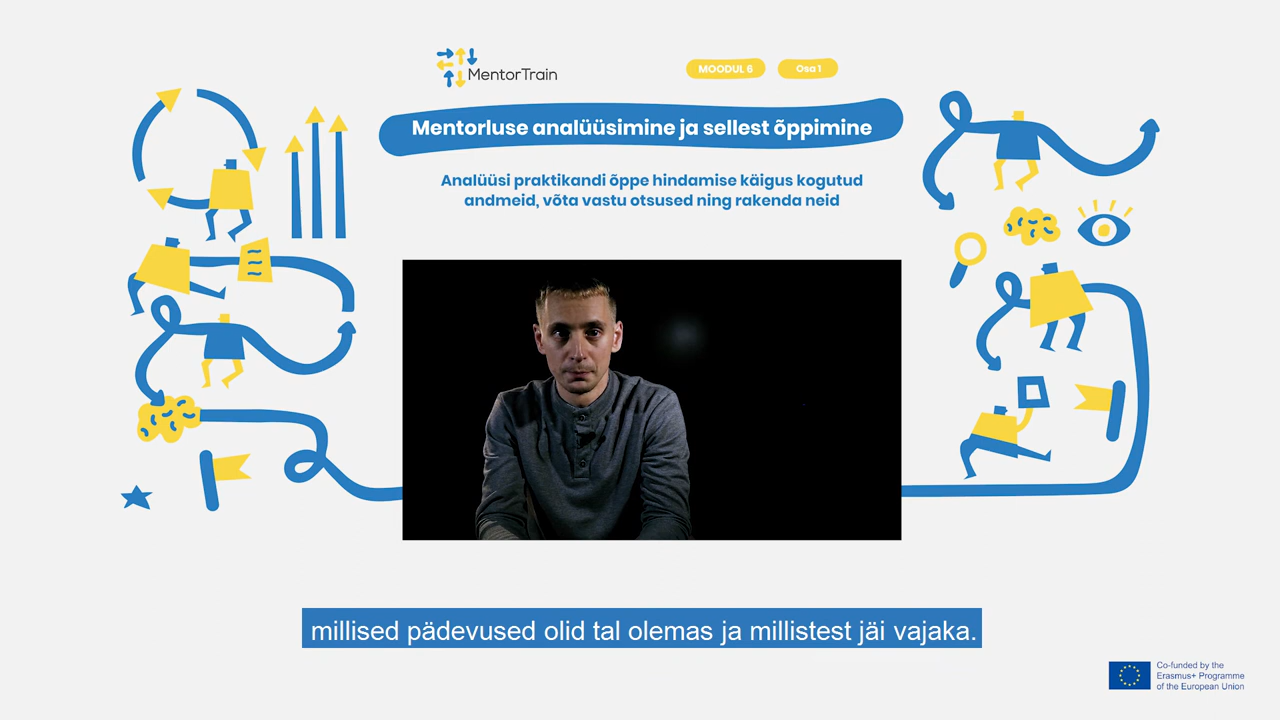 MentorTrain
MOODUL 6
Osa 1
Mentorluse analüüsimine ja sellest õppimine
Analüüsi praktikandi õppe hindamise käigus kogutud
andmeid, võta vastu otsused ning rakenda neid
millised pädevused olid tal olemas ja millistest jäi vajaka.
Co-funded by the
Erasmus+ Programme
of the European Union